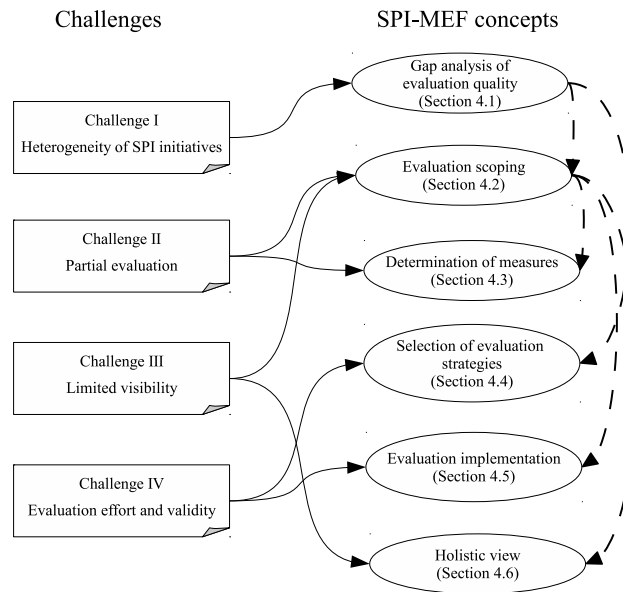 Challenges
SPI-MEF concepts
Gap analysis of
evaluation quality
(Section 4.1)
Challenge I
Heterogeneity of SPI initiatives
Evaluation scoping
(Section 4.2)
Challenge II
Partial evaluation
Determination of measures
(Section 4.3)
Challenge III
Limited visibility
Selection of evaluation
strategies
(Section 4.4)
Challenge IV
Evaluation effort and validity
Evaluation implementation
(Section 4.5)
Holistic view
(Section 4.6)